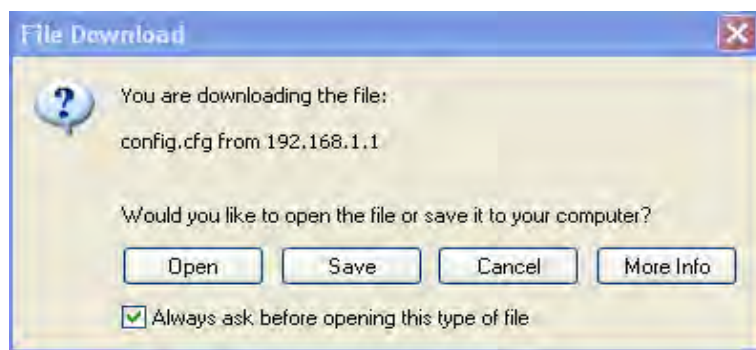 File Download
You are downloading the file:
config.cfg from 192.168.1.1
Would you like to open the file or save it to your computer?
Open Save Cancel More Info
Always ask before opening this type of file